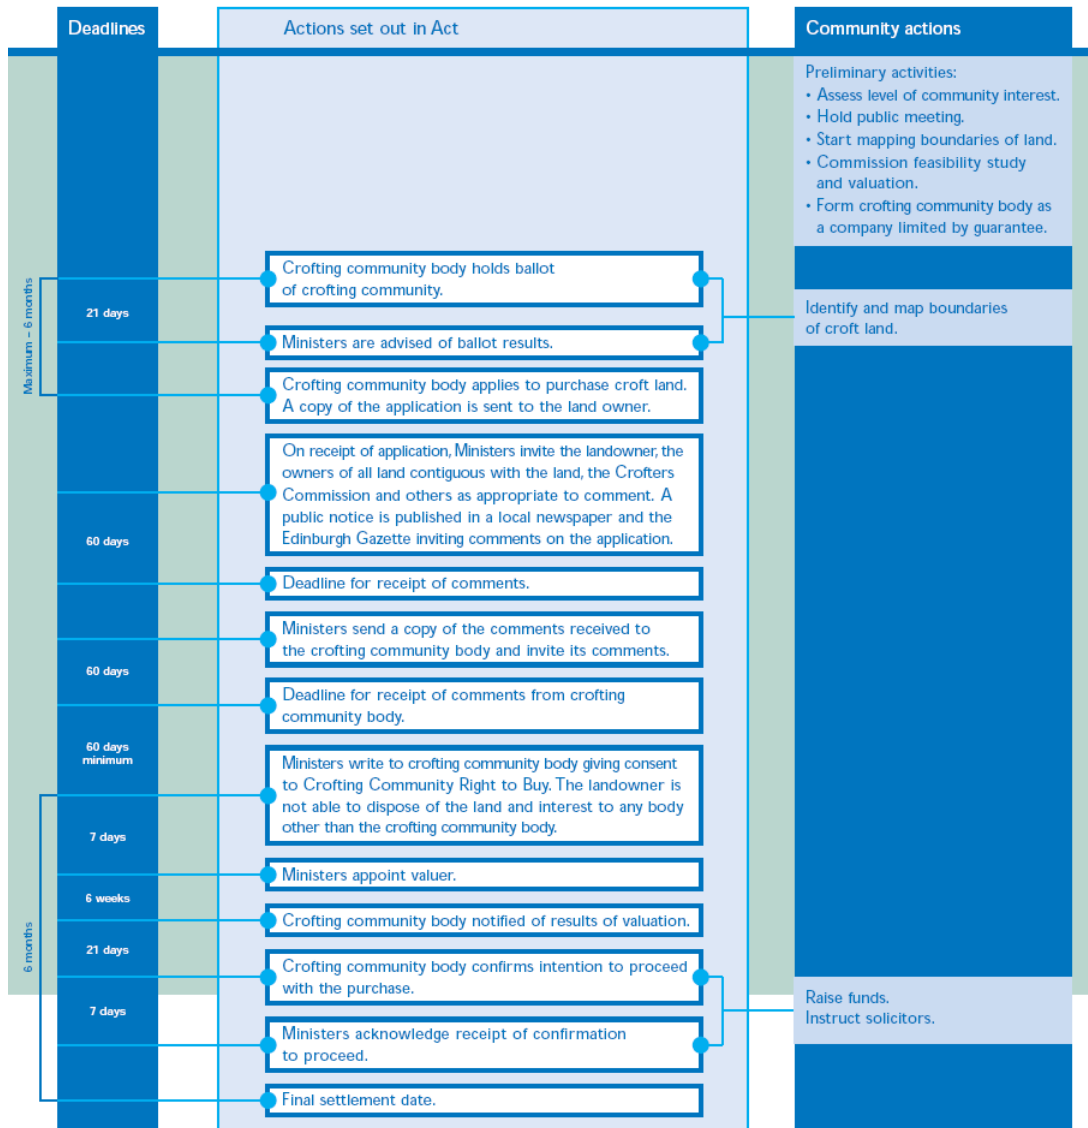 Deadlines
Actions set out in Act
Community actions
Preliminary activities:
• Assess level of community interest.
• Hold public meeting.
• Start mapping boundaries of land.
• Commission feasibility study
and valuation.
• Form crofting community body as
a company limited by guarantee.
Maximum – 6 months
21 days
Crofting community body holds ballot
of crofting community.
Identify and map boundaries
of croft land.
Ministers are advised of ballot results.
Crofting community body applies to purchase croft land.
A copy of the application is sent to the land owner.
On receipt of application, Ministers invite the landowner, the
owners of all land contiguous with the land, the Crofters
Commission and others as appropriate to comment. A
public notice is published in a local newspaper and the
Edinburgh Gazette inviting comments on the application.
60 days
Deadline for receipt of comments.
Ministers send a copy of the comments received to
the crofting community body and invite its comments.
60 days
Deadline for receipt of comments from crofting
community body.
60 days
minimum
Ministers write to crofting community body giving consent
to Crofting Community Right to Buy. The landowner is
not able to dispose of the land and interest to any body
other than the crofting community body.
6 months
7 days
Ministers appoint valuer.
6 weeks
Crofting community body notified of results of valuation.
21 days
Crofting community body confirms intention to proceed
with the purchase.
7 days
Raise funds.
Instruct solicitors.
Ministers acknowledge receipt of confirmation
to proceed.
Final settlement date.